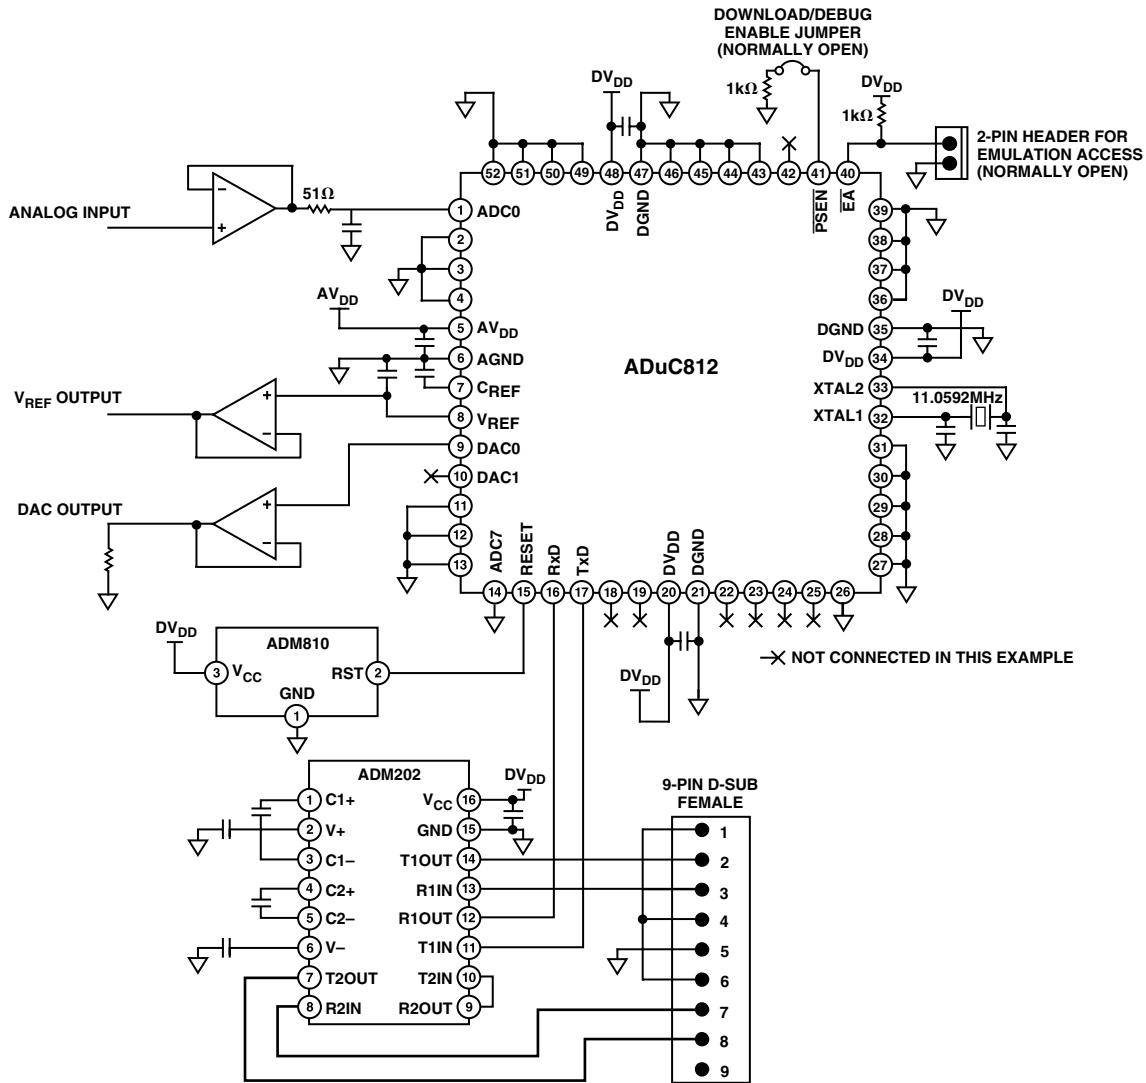 DOWNLOAD/DEBUG
ENABLE JUMPER
(NORMALLY OPEN)
DVDD
1kΩ
DVDD
1kΩ
2-PIN HEADER FOR
EMULATION ACCESS
(NORMALLY OPEN)
52 51 50 49 48 47 46 45 44 43 42 41 40
DVDD
DGND
PSEN
EA
ANALOG INPUT
51Ω
−
+
1 ADC0
2
3
4
AVDD
5 AVDD
6 AGND
7 CREF
8 VREF
9 DAC0
10 DAC1
11
12
13
VREF OUTPUT
+
−
DAC OUTPUT
+
−
ADuC812
39
38
37
36
DVDD
DGND 35
DVDD 34
XTAL2 33
11.0592MHz
XTAL1 32
31
30
29
28
27
ADC7
RESET
RxD
TxD
DVDD
DGND
14 15 16 17 18 19 20 21 22 23 24 25 26
DVDD
ADM810
3 VCC
RST 2
GND
1
DVDD
NOT CONNECTED IN THIS EXAMPLE
ADM202
DVDD
1 C1+
2 V+
3 C1−
4 C2+
5 C2−
6 V−
7 T2OUT
8 R2IN
VCC 16
GND 15
T1OUT 14
R1IN 13
R1OUT 12
T1IN 11
T2IN 10
R2OUT 9
9-PIN D-SUB
FEMALE
1
2
3
4
5
6
7
8
9